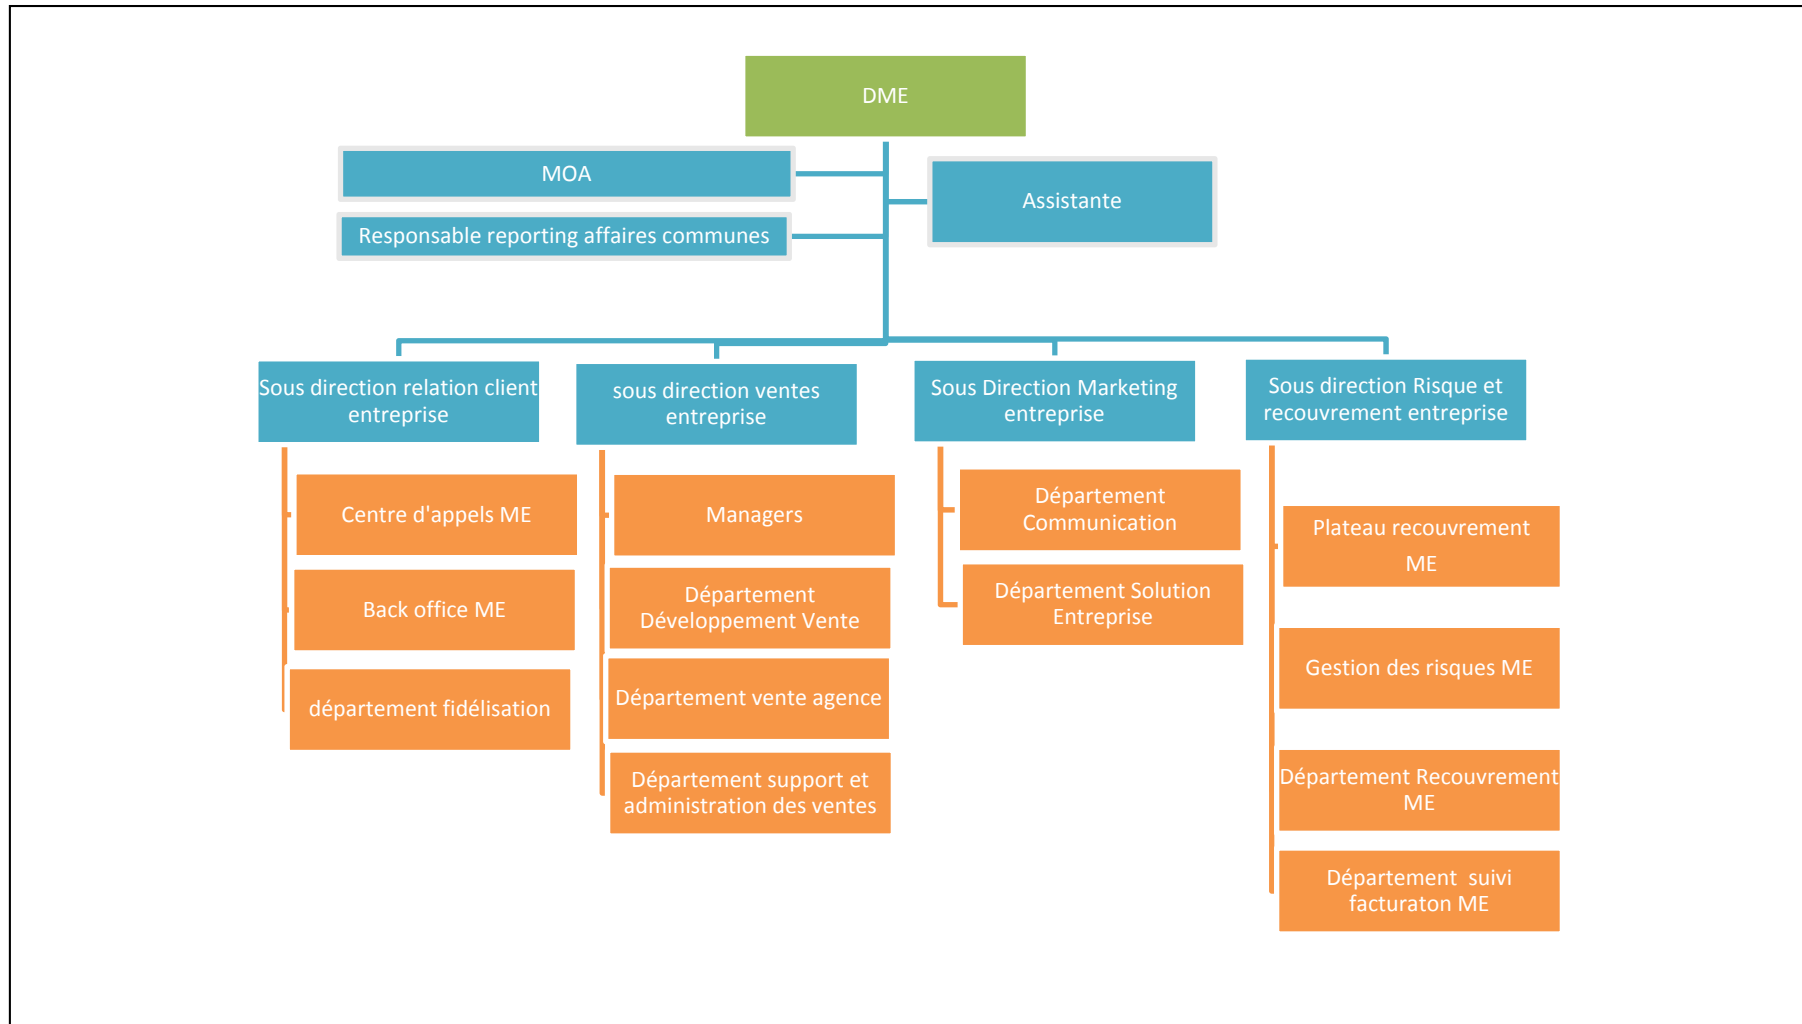 DME
MOA
Assistante
Responsable reporting affaires communes
Sous direction relation client
entreprise
sous direction ventes
entreprise
Sous Direction Marketing
entreprise
Sous direction Risque et
recouvrement entreprise
Centre d'appels ME
Back office ME
département fidélisation
Managers
Département
Développement Vente
Département vente agence
Département support et
administration des ventes
Département
Communication
Département Solution
Entreprise
Plateau recouvrement
ME
Gestion des risques ME
Département Recouvrement
ME
Département  suivi
facturaton ME